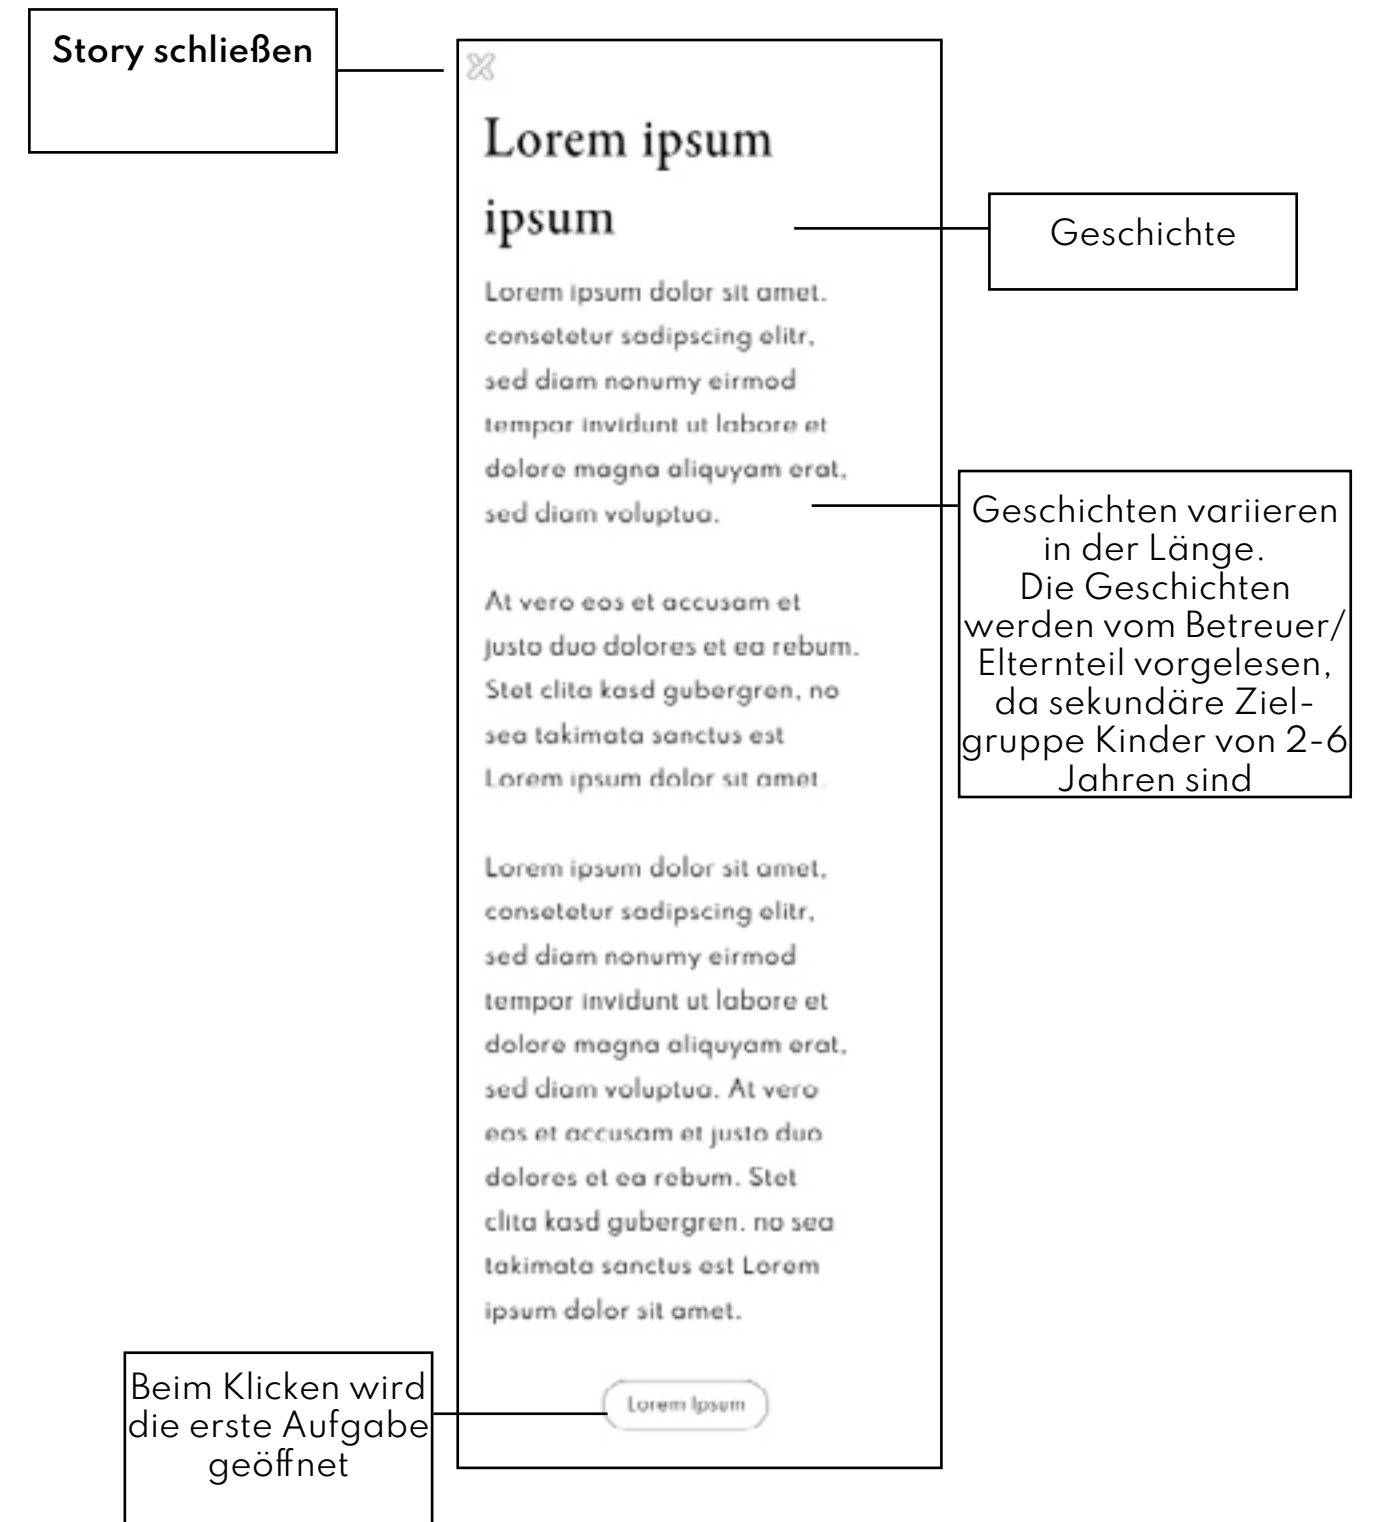 Story schließen
Lorem ipsum
ipsum
Geschichte
Lorem ipsum dolor sit amet.
consetetur sadipscing elitr,
sed diam nonumy eirmod
tempor invidunt ut labore et
dolore magna aliquyam erat,
sed diam voluptua.
Geschichten variieren
in der Länge.
Die Geschichten
werden vom Betreuer/
Elternteil vorgelesen,
da sekundäre Ziel-
gruppe Kinder von 2-6
Jahren sind
At vero eos et accusam et
justo duo dolores et ea rebum.
Stet clita kasd gubergren, no
sea takimata sanctus est
Lorem ipsum dolor sit amet.
Lorem ipsum dolor sit amet,
consetetur sadipscing elitr,
sed diam nonumy eirmod
tempor invidunt ut labore et
dolore magna aliquyam erat,
sed diam voluptua. At vero
eos et accusam et justo duo
dolores et ea rebum. Stet
clita kasd gubergren, no sea
takimata sanctus est Lorem
ipsum dolor sit amet.
Beim Klicken wird
die erste Aufgabe
geöffnet
Lorem Ipsum